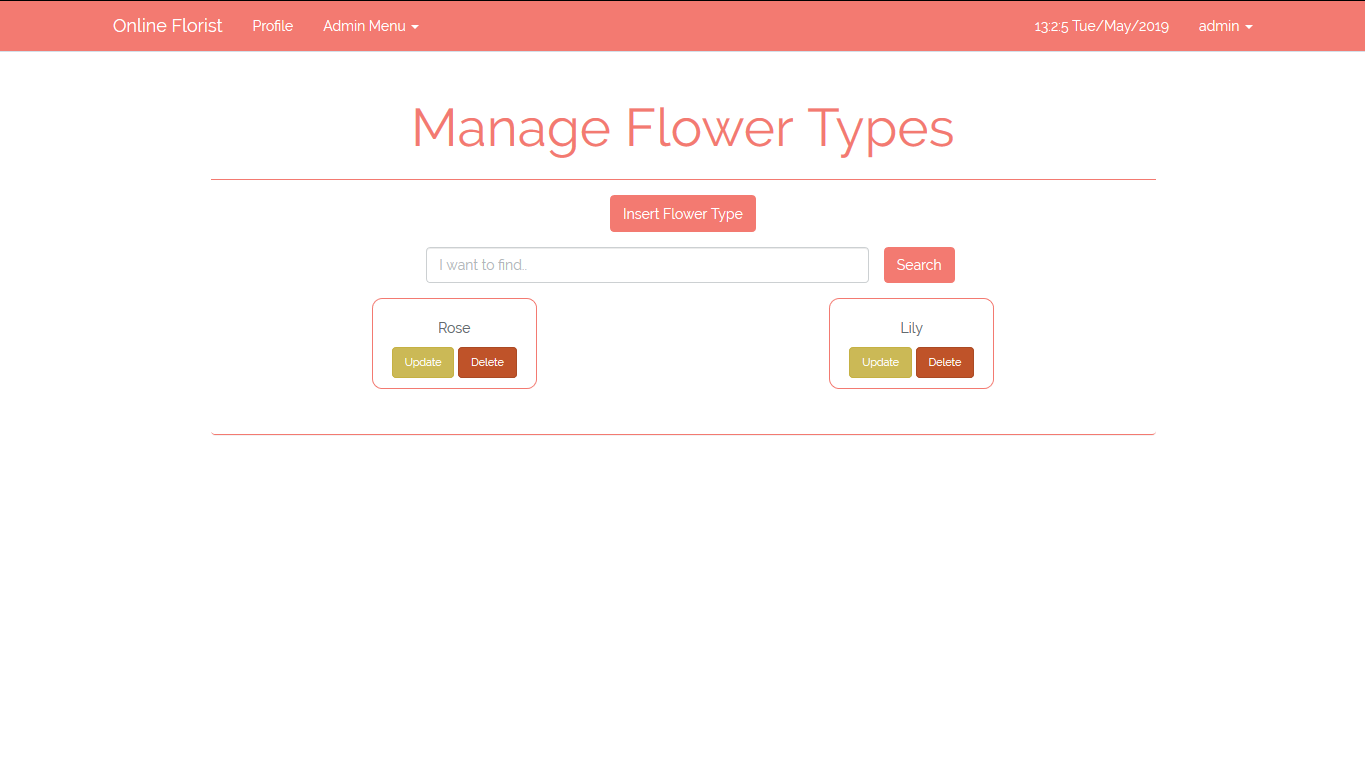 Online Florist Profile Admin Menu 13:2:5 Tue/May/2019 admin
Manage Flower Types
Insert Flower Type
I want to find.. Search
Rose Lily
Update Delete Update Delete